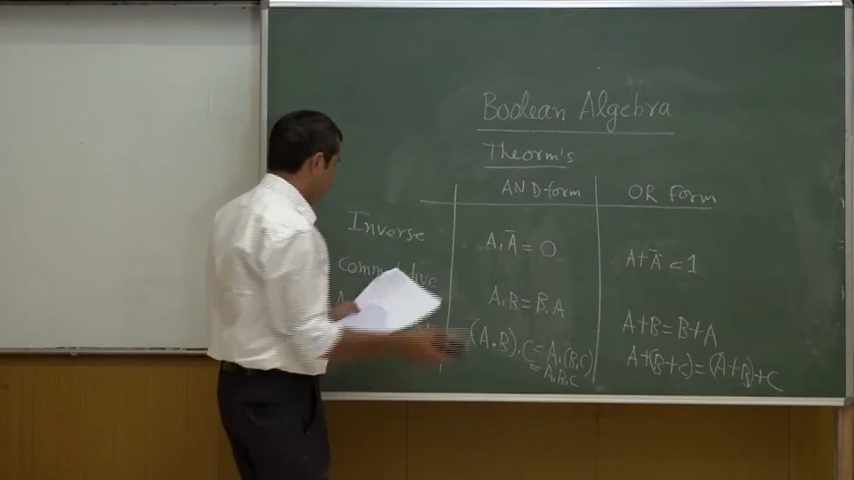 Boolean Algebra
Theorm's
AND-form OR Form
Inverse A.A̅ = 0 A+A̅ = 1
A.B = B.A A+B = B+A
(A.B).C = A.(B.C) A+(B+C) = (A+B)+C
= A.B.C